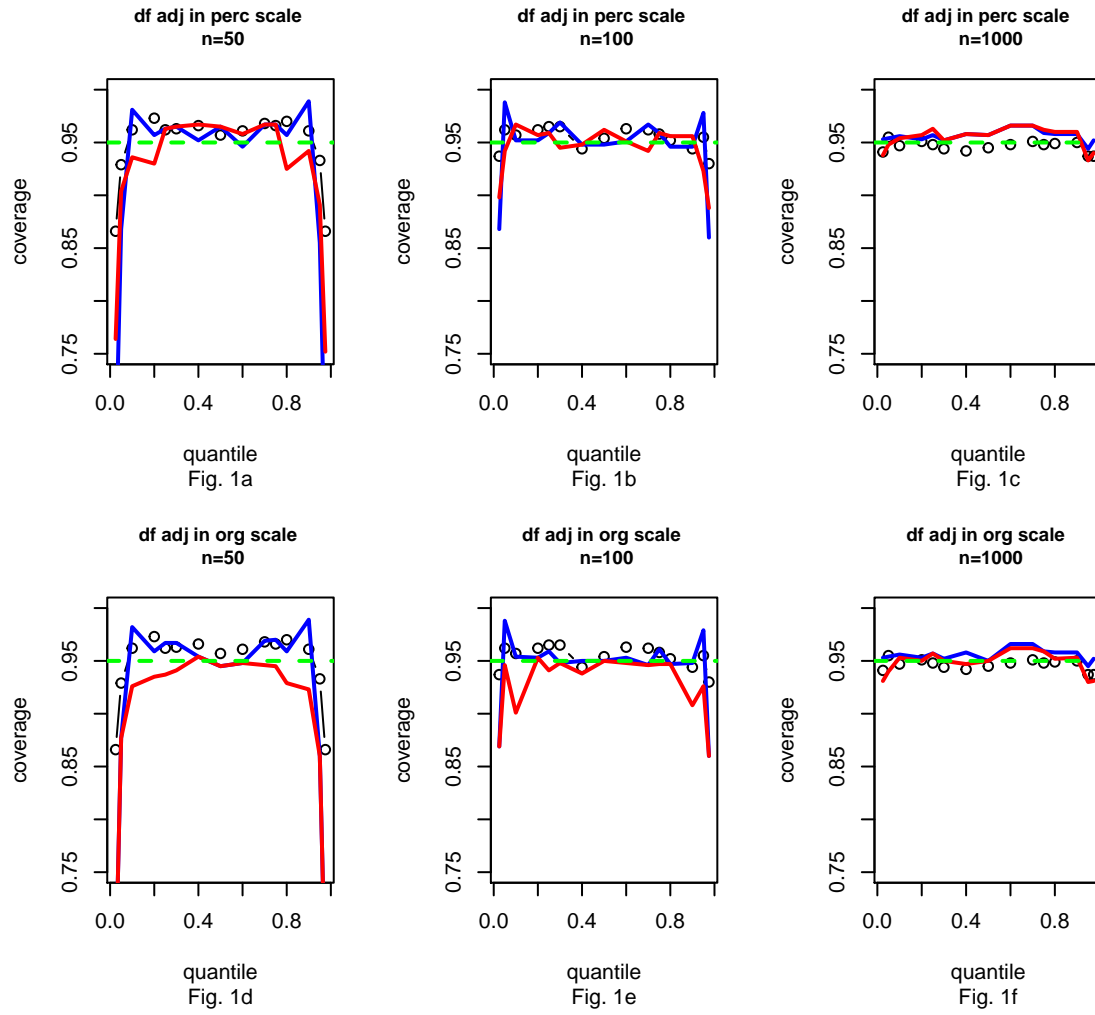 df adj in perc scale
n=50
0.95
0.85
0.75
coverage
0.0
0.4
0.8
quantile
Fig. 1a
df adj in perc scale
n=100
0.95
0.85
0.75
coverage
0.0
0.4
0.8
quantile
Fig. 1b
df adj in perc scale
n=1000
0.95
0.85
0.75
coverage
0.0
0.4
0.8
quantile
Fig. 1c
df adj in org scale
n=50
0.95
0.85
0.75
coverage
0.0
0.4
0.8
quantile
Fig. 1d
df adj in org scale
n=100
0.95
0.85
0.75
coverage
0.0
0.4
0.8
quantile
Fig. 1e
df adj in org scale
n=1000
0.95
0.85
0.75
coverage
0.0
0.4
0.8
quantile
Fig. 1f